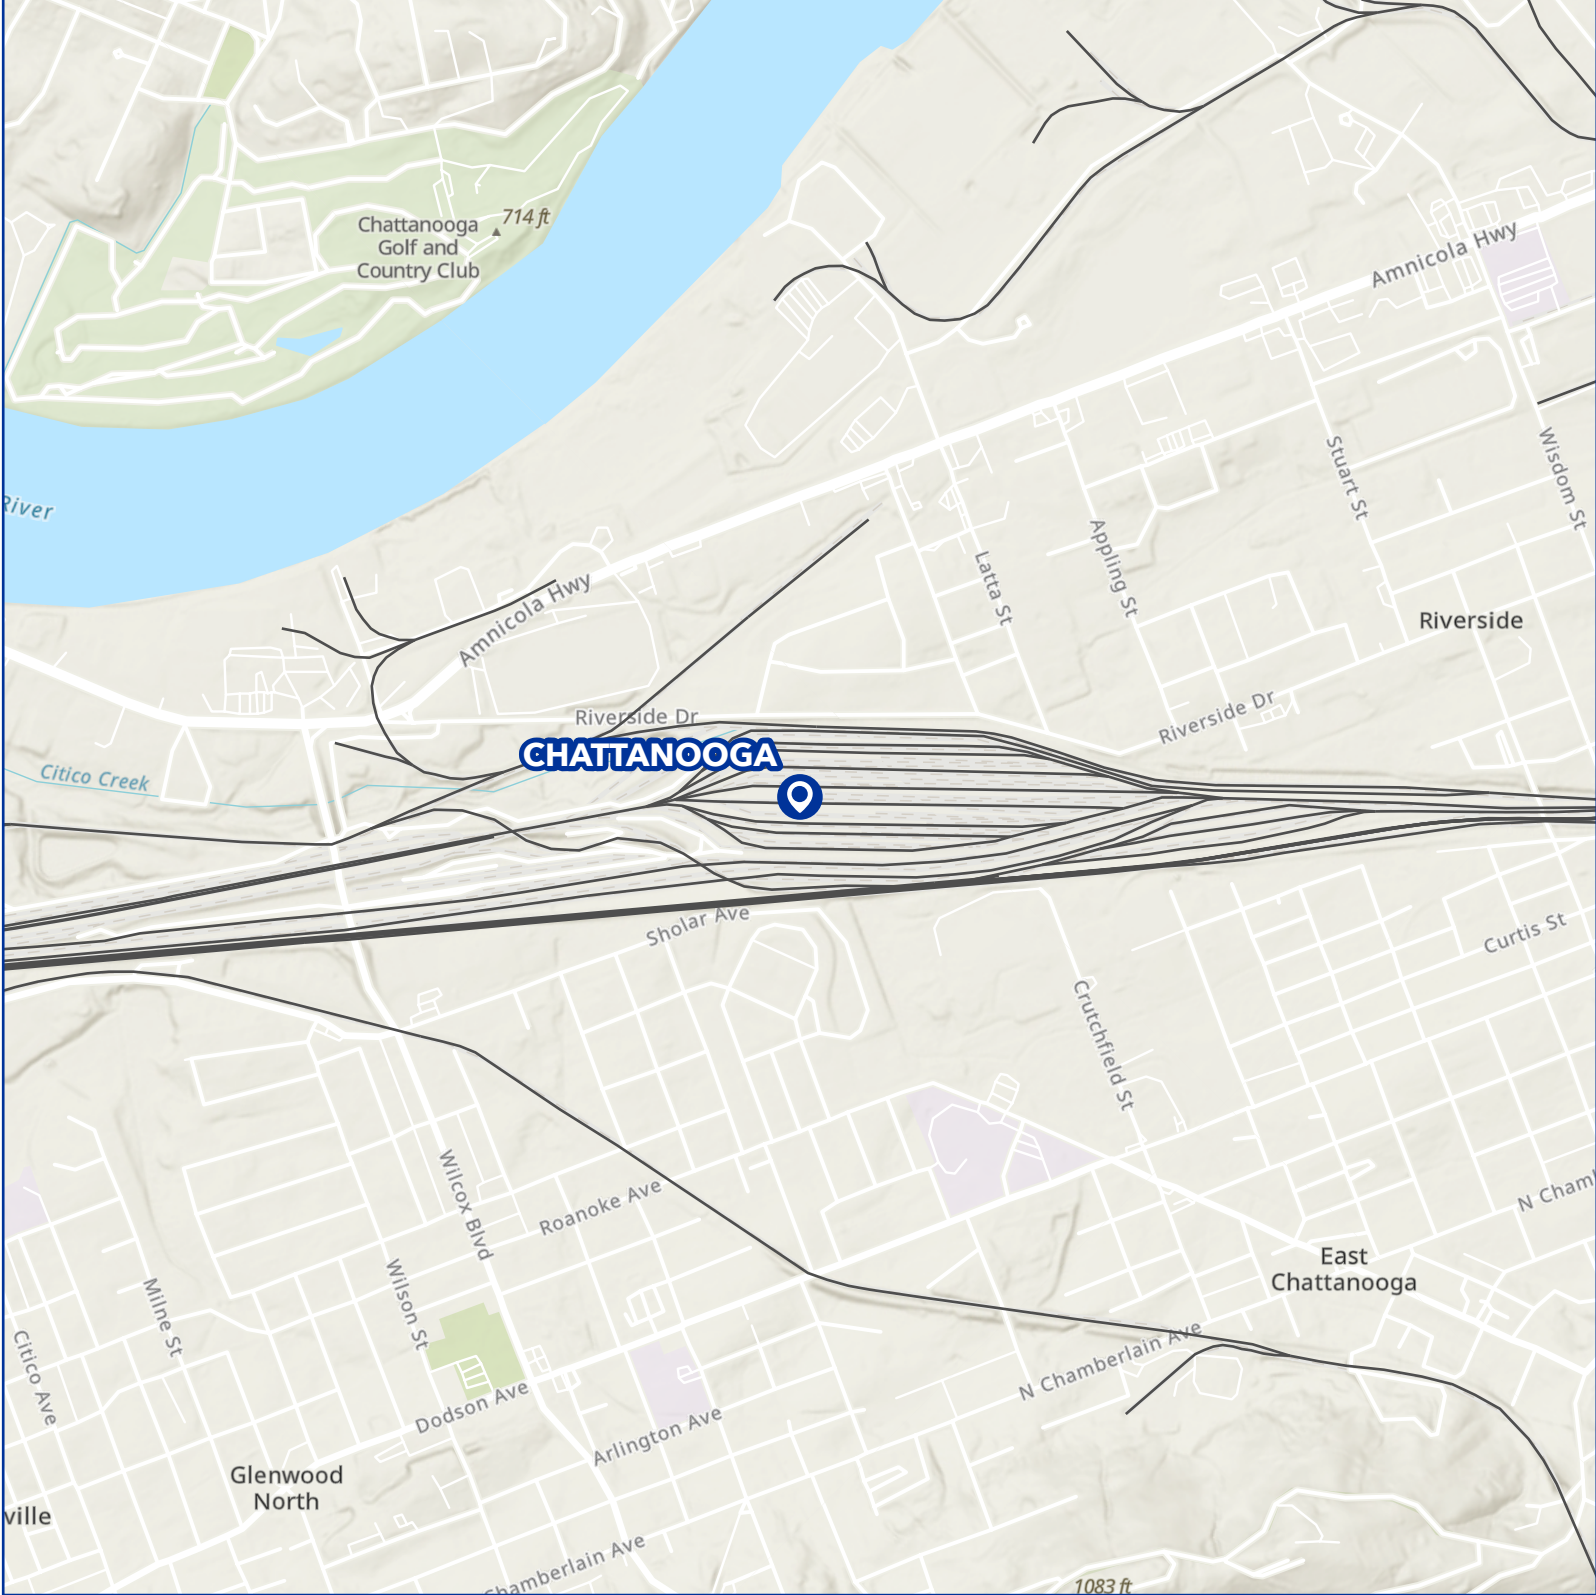 Chattanooga
Golf and
Country Club
714 ft
Amnicola Hwy
River
Stuart St
Wisdom St
Appling St
Latta St
Amnicola Hwy
Riverside
Riverside Dr
Riverside Dr
CHATTANOOGA
Citico Creek
Sholar Ave
Curtis St
Crutchfield St
Wilcox Blvd
Roanoke Ave
N Cham
East
Chattanooga
Wilson St
Milne St
Citico Ave
N Chamberlain Ave
Dodson Ave
Arlington Ave
Glenwood
North
ville
Chamberlain Ave
1083 ft